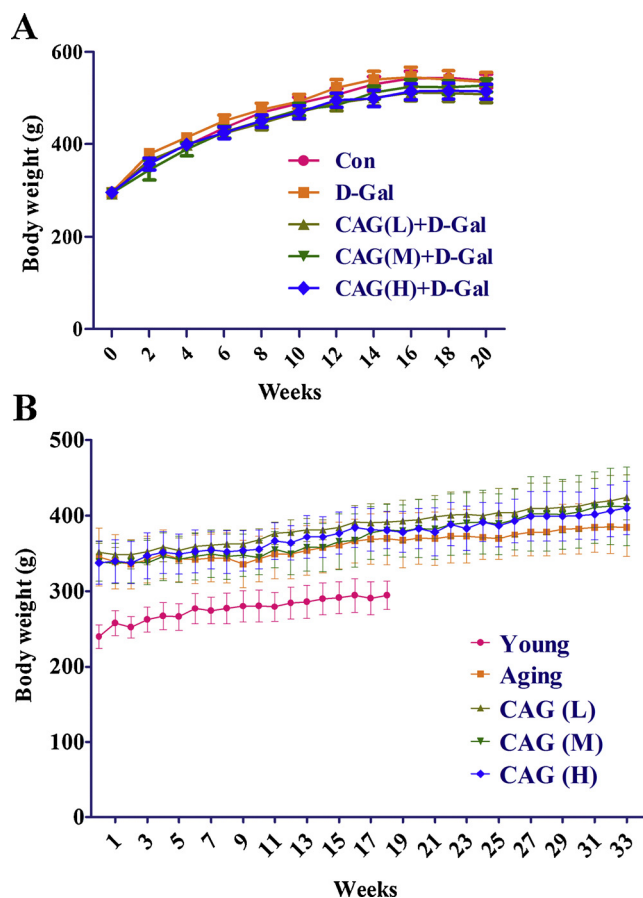 A
Body weight (g)
600
400
200
0
Con
D-Gal
CAG(L)+D-Gal
CAG(M)+D-Gal
CAG(H)+D-Gal
0 2 4 6 8 10 12 14 16 18 20
Weeks
B
Body weight (g)
500
400
300
200
100
0
Young
Aging
CAG (L)
CAG (M)
CAG (H)
1 3 5 7 9 11 13 15 17 19 21 23 25 27 29 31 33
Weeks